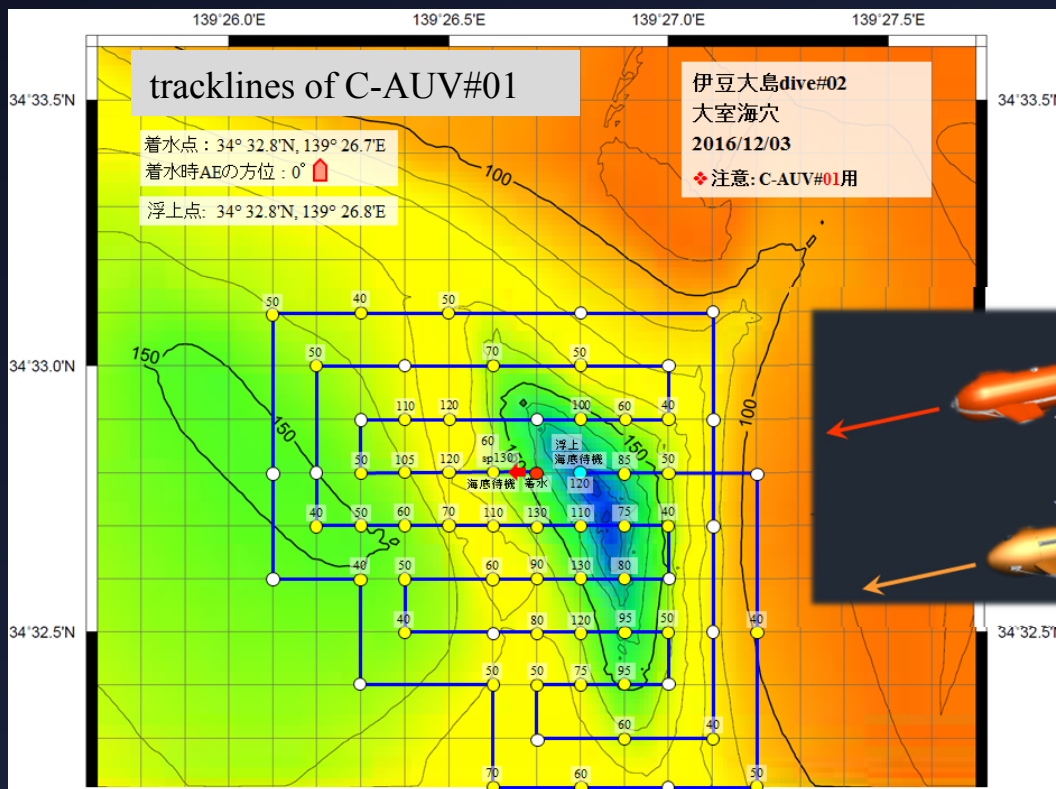 139°26.0'E 139°26.5'E 139°27.0'E 139°27.5'E
tracklines of C-AUV#01
伊豆大島dive#02
大室海穴
2016/12/03
❖注意: C-AUV#01用
34°33.5'N 34°33.5'N
着水点 : 34° 32.8'N, 139° 26.7'E
着水時AEの方位 : 0°
浮上点: 34° 32.8'N, 139° 26.8'E
100
50 40 50
150
34°33.0'N
50 70 50
100
110 120 100 60 40
150
150
60 浮上
50 105 120 sp130 海底待機 85 50
海底待機 着水 120
40 50 60 70 110 130 110 75 40
40 50 60 90 130 80
34°32.5'N 34°32.5'N
40 80 120 95 50 40
50 50 75 95
60 40
70 60 50